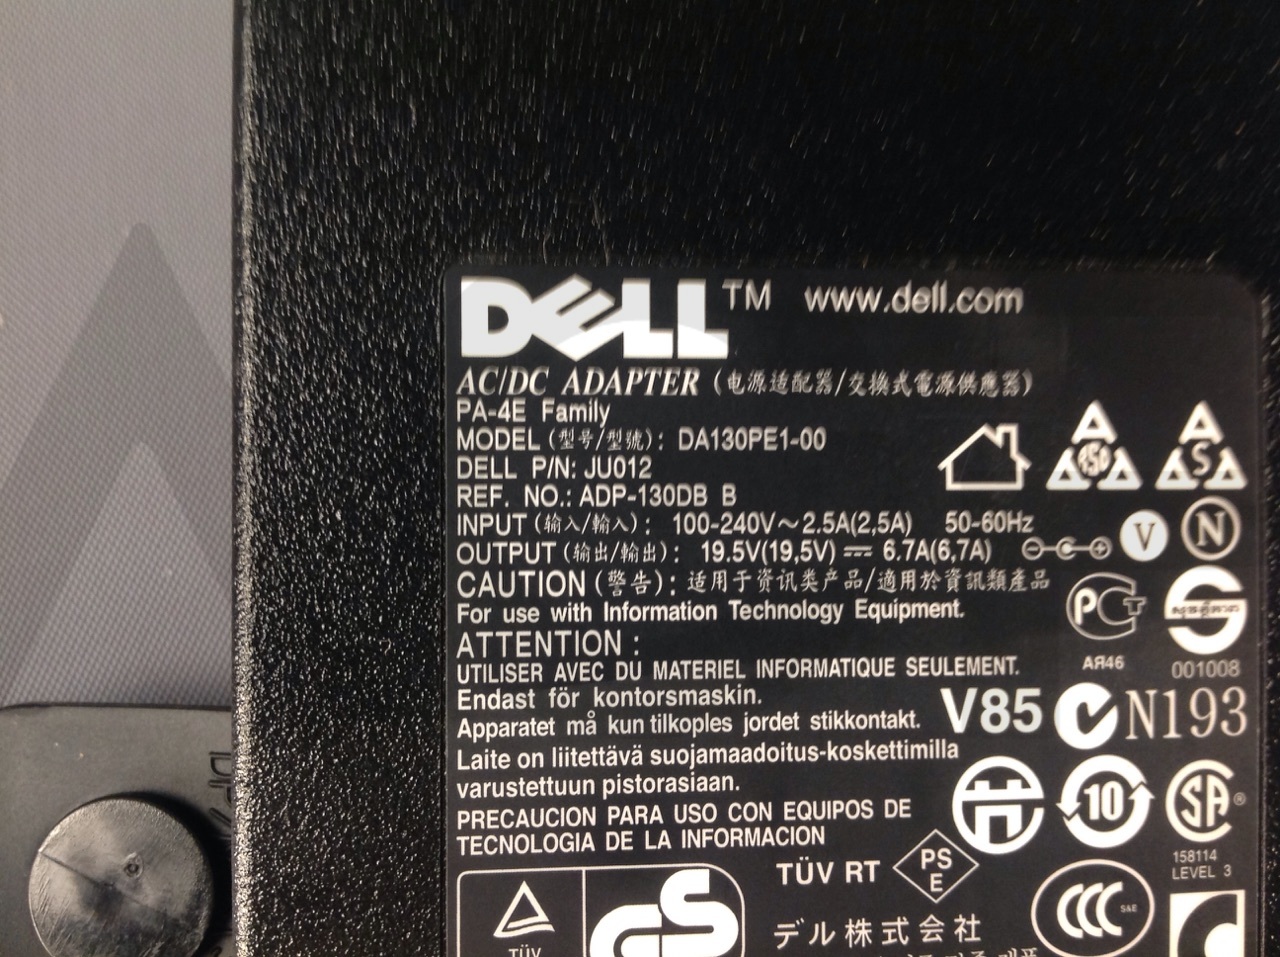 DELL™ www.dell.com
AC/DC ADAPTER (电源适配器/交換式電源供應器)
PA-4E Family
MODEL (型号/型號): DA130PE1-00
DELL P/N: JU012
REF. NO.: ADP-130DB B
INPUT (输入/輸入): 100-240V~2.5A(2,5A) 50-60Hz
OUTPUT (输出/輸出): 19.5V(19,5V) ⎓ 6.7A(6,7A)
V N
S
CAUTION (警告): 适用于资讯类产品/適用於資訊類產品
For use with Information Technology Equipment.
ATTENTION :
UTILISER AVEC DU MATERIEL INFORMATIQUE SEULEMENT.
PCT
АЯ46
001008
Endast för kontorsmaskin.
Apparatet må kun tilkoples jordet stikkontakt.
V85 N193
Laite on liitettävä suojamaadoitus-koskettimilla
varustettuun pistorasiaan.
PRECAUCION PARA USO CON EQUIPOS DE
TECNOLOGIA DE LA INFORMACION
10
SA®
158114
LEVEL 3
TÜV RT
PS
E
CCC S&E
デル株式会社
TÜV
GS